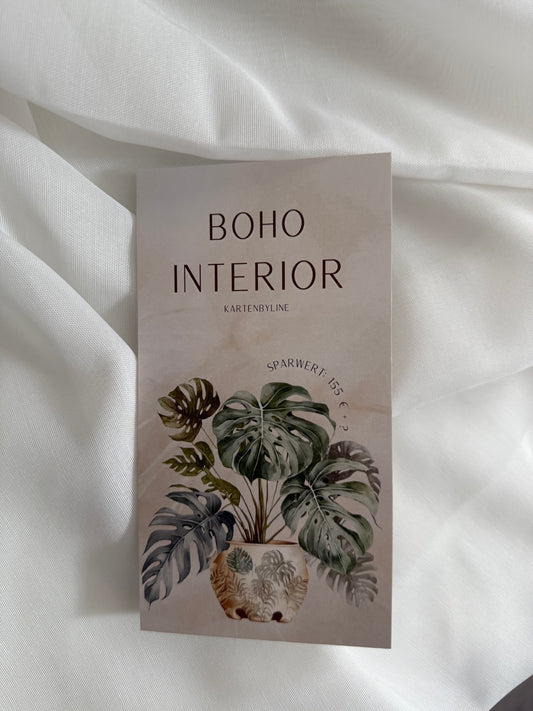 BOHO
INTERIOR
KARTENBYLINE
SPARWERT: 155 € + ?